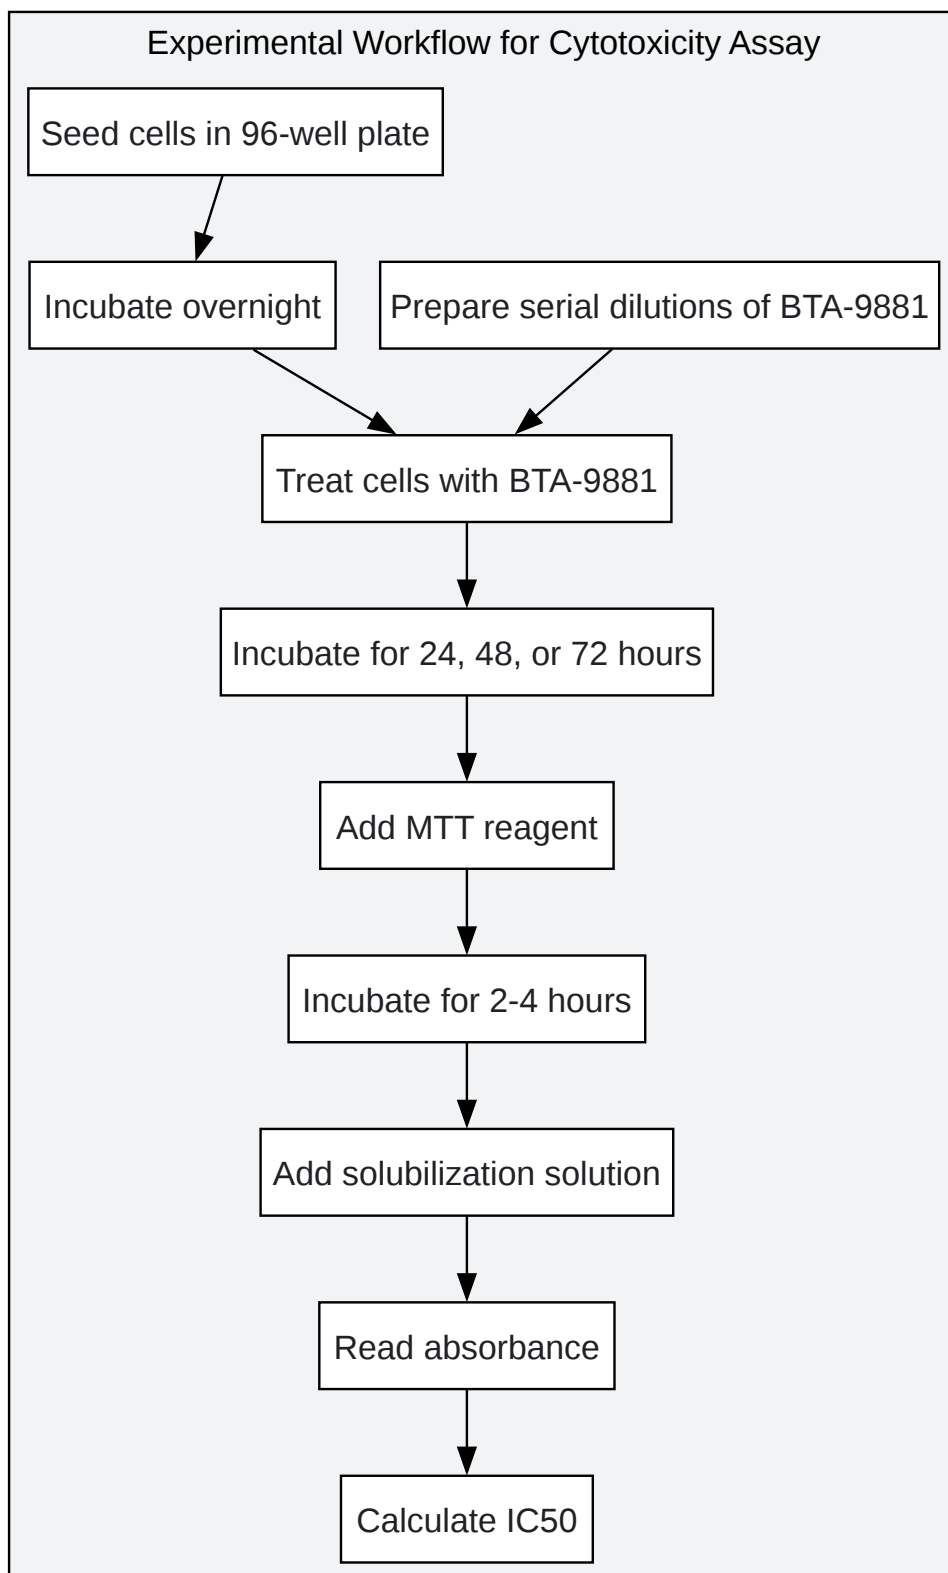 Experimental Workflow for Cytotoxicity Assay
Seed cells in 96-well plate
Incubate overnight
Prepare serial dilutions of BTA-9881
Treat cells with BTA-9881
Incubate for 24, 48, or 72 hours
Add MTT reagent
Incubate for 2-4 hours
Add solubilization solution
Read absorbance
Calculate IC50